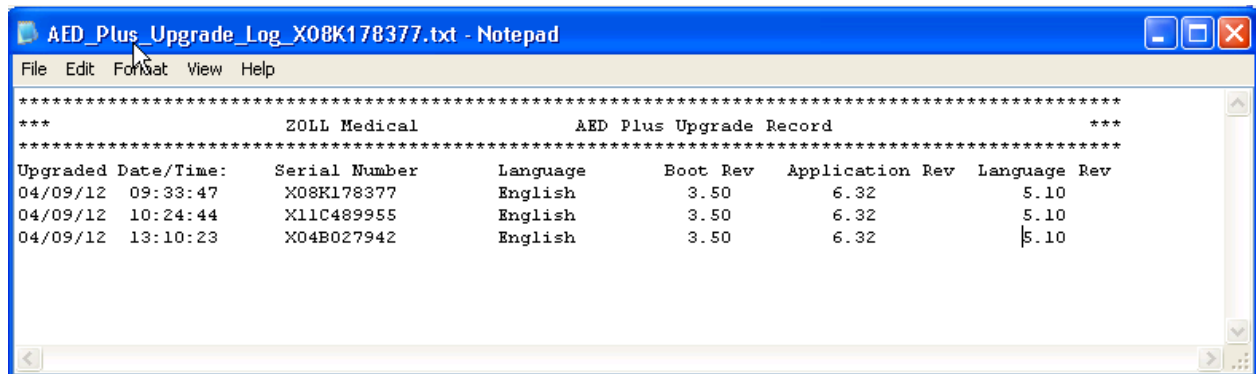 AED_Plus_Upgrade_Log_X08K178377.txt - Notepad
File Edit Format View Help
****************************************************************************************************
*** ZOLL Medical AED Plus Upgrade Record ***
****************************************************************************************************
Upgraded Date/Time: Serial Number Language Boot Rev Application Rev Language Rev
04/09/12 09:33:47 X08K178377 English 3.50 6.32 5.10
04/09/12 10:24:44 X11C489955 English 3.50 6.32 5.10
04/09/12 13:10:23 X04B027942 English 3.50 6.32 5.10